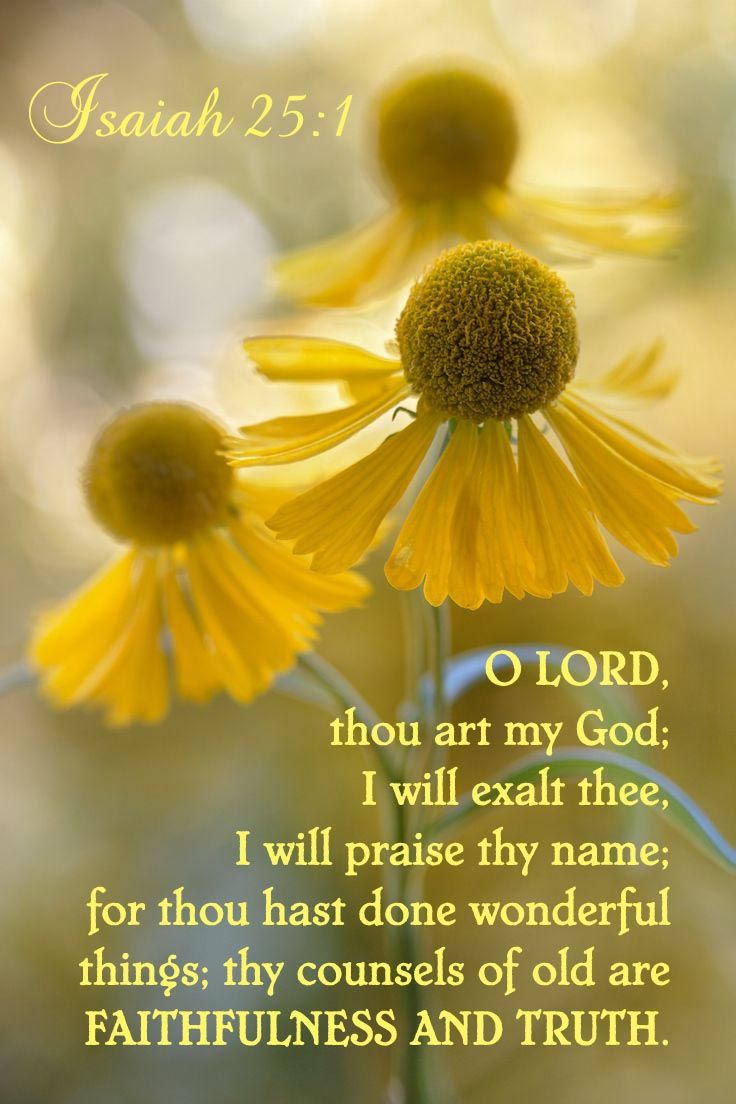 Isaiah 25:1
O LORD,
thou art my God;
I will exalt thee,
I will praise thy name;
for thou hast done wonderful
things; thy counsels of old are
FAITHFULNESS AND TRUTH.